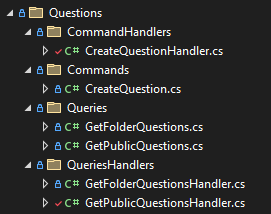 Questions
CommandHandlers
C# CreateQuestionHandler.cs
Commands
C# CreateQuestion.cs
Queries
C# GetFolderQuestions.cs
C# GetPublicQuestions.cs
QueriesHandlers
C# GetFolderQuestionsHandler.cs
C# GetPublicQuestionsHandler.cs